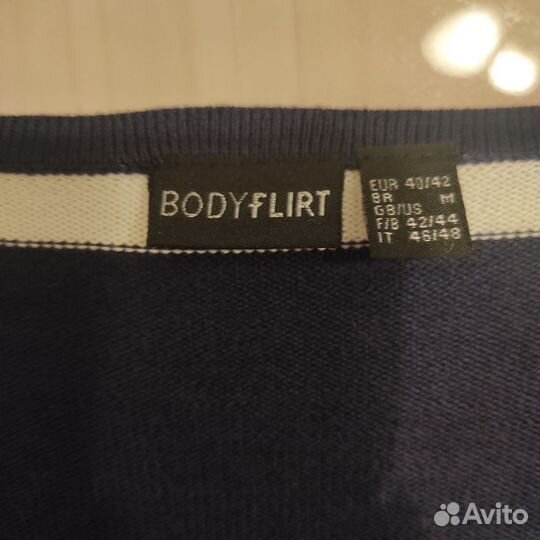 BODYfLIRT
EUR 40/42
BR M
GB/US
F/B 42/44
IT 46/48
Avito